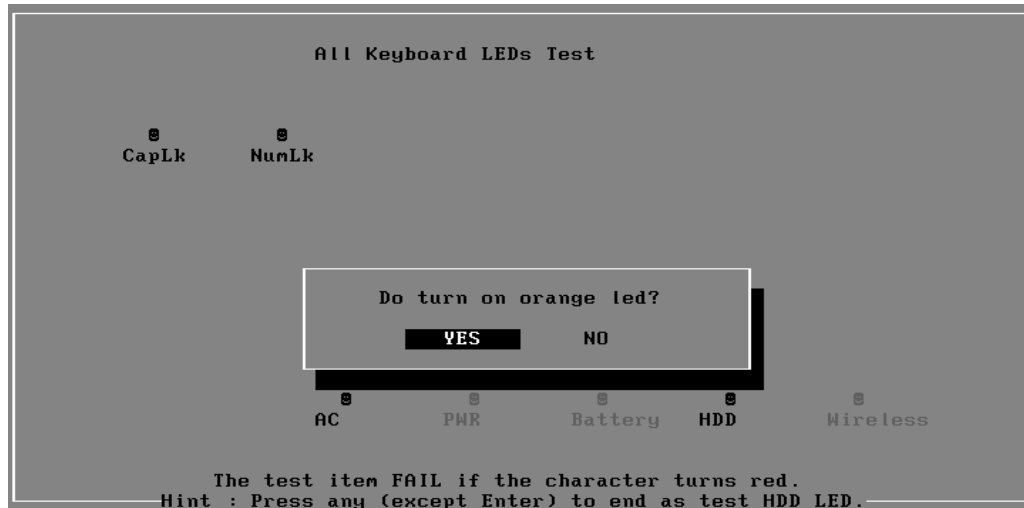 All Keyboard LEDs Test
CapLk NumLk
Do turn on orange led?
YES NO
AC PWR Battery HDD Wireless
The test item FAIL if the character turns red.
Hint : Press any (except Enter) to end as test HDD LED.